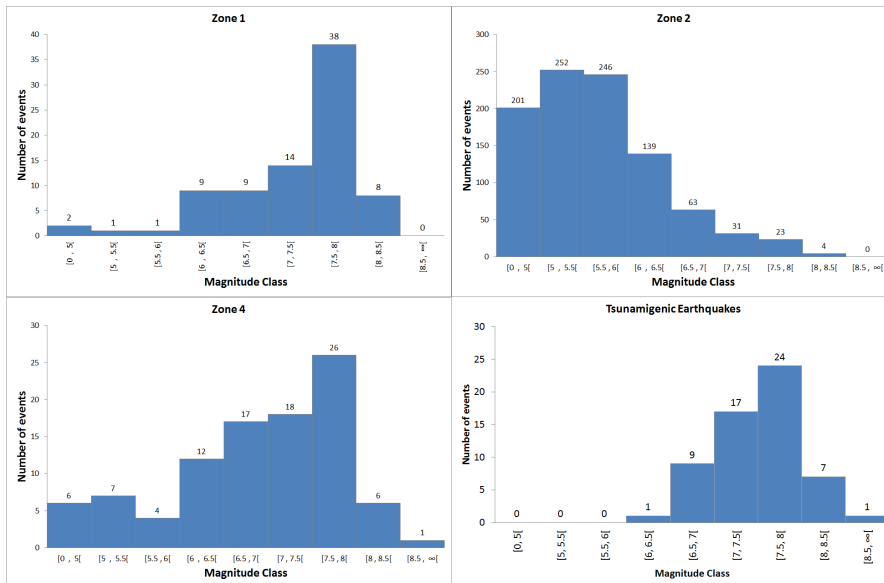 Zone 1
Number of events
40
35
30
25
20
15
10
5
0
2
1
1
9
9
14
38
8
0
[0 , 5[
[5 , 5.5[
[5.5 , 6[
[6 , 6.5[
[6.5 , 7[
[7 , 7.5[
[7.5 , 8[
[8 , 8.5[
[8.5 , ∞[
Magnitude Class
Zone 2
Number of events
300
250
200
150
100
50
0
201
252
246
139
63
31
23
4
0
[0 , 5[
[5 , 5.5[
[5.5 , 6[
[6 , 6.5[
[6.5 , 7[
[7 , 7.5[
[7.5 , 8[
[8 , 8.5[
[8.5 , ∞[
Magnitude Class
Zone 4
Number of events
30
25
20
15
10
5
0
6
7
4
12
17
18
26
6
1
[0 , 5[
[5 , 5.5[
[5.5 , 6[
[6 , 6.5[
[6.5 , 7[
[7 , 7.5[
[7.5 , 8[
[8 , 8.5[
[8.5 , ∞[
Magnitude Class
Tsunamigenic Earthquakes
Number of events
30
25
20
15
10
5
0
0
0
0
1
9
17
24
7
1
[0, 5[
[5, 5.5[
[5.5, 6[
[6, 6.5[
[6.5, 7[
[7, 7.5[
[7.5, 8[
[8, 8.5[
[8.5, ∞[
Magnitude Class